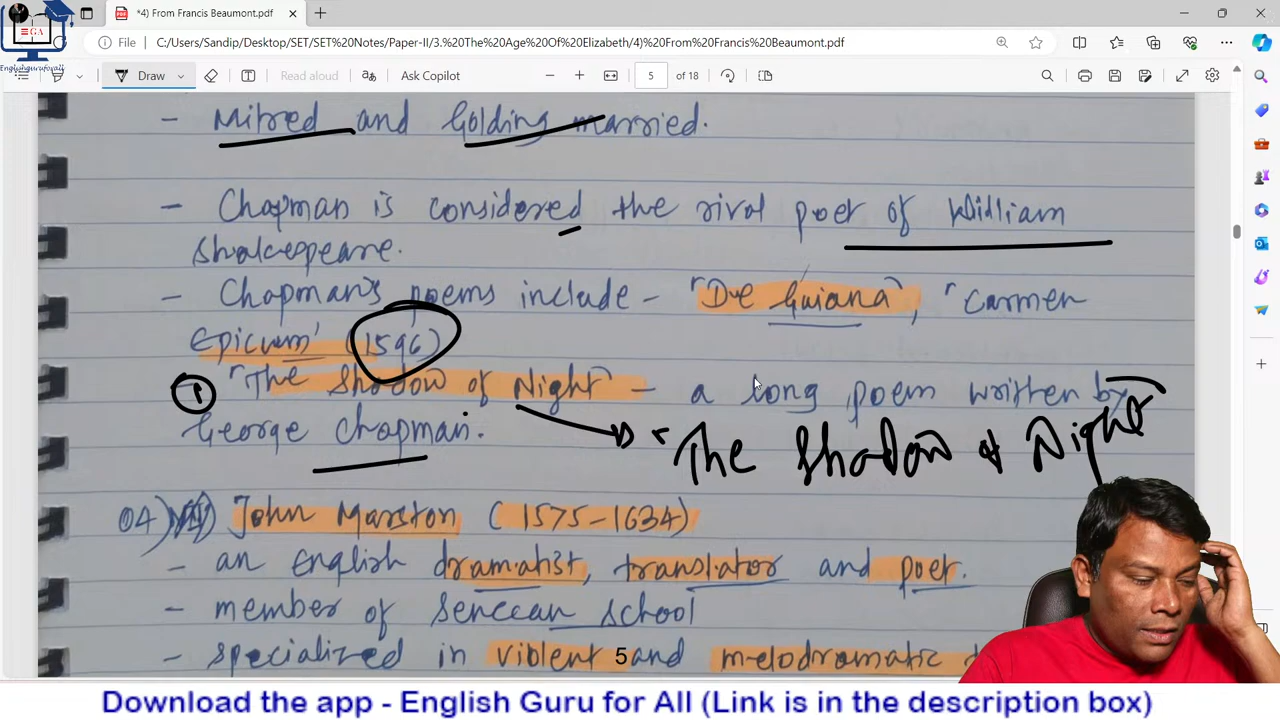 *4) From Francis Beaumont.pdf
File C:/Users/Sandip/Desktop/SET/SET%20Notes/Paper-II/3.%20The%20Age%20Of%20Elizabeth/4)%20From%20Francis%20Beaumont.pdf
EGA
Englishguruforall
Draw Read aloud Ask Copilot 5 of 18
- Mitred and Golding married.
- Chapman is considered the rival poet of William
Shakespeare.
- Chapman's poems include - "De Guiana", "Carmen
Epicum" (1596)
① "The Shadow of Night" - a long poem written by
George Chapman.
"The Shadow of Night"
04) John Marston (1575-1634)
- an English dramatist, translator and poet.
- member of Senecan school
- specialized in violent and melodramatic
5
Download the app - English Guru for All (Link is in the description box)